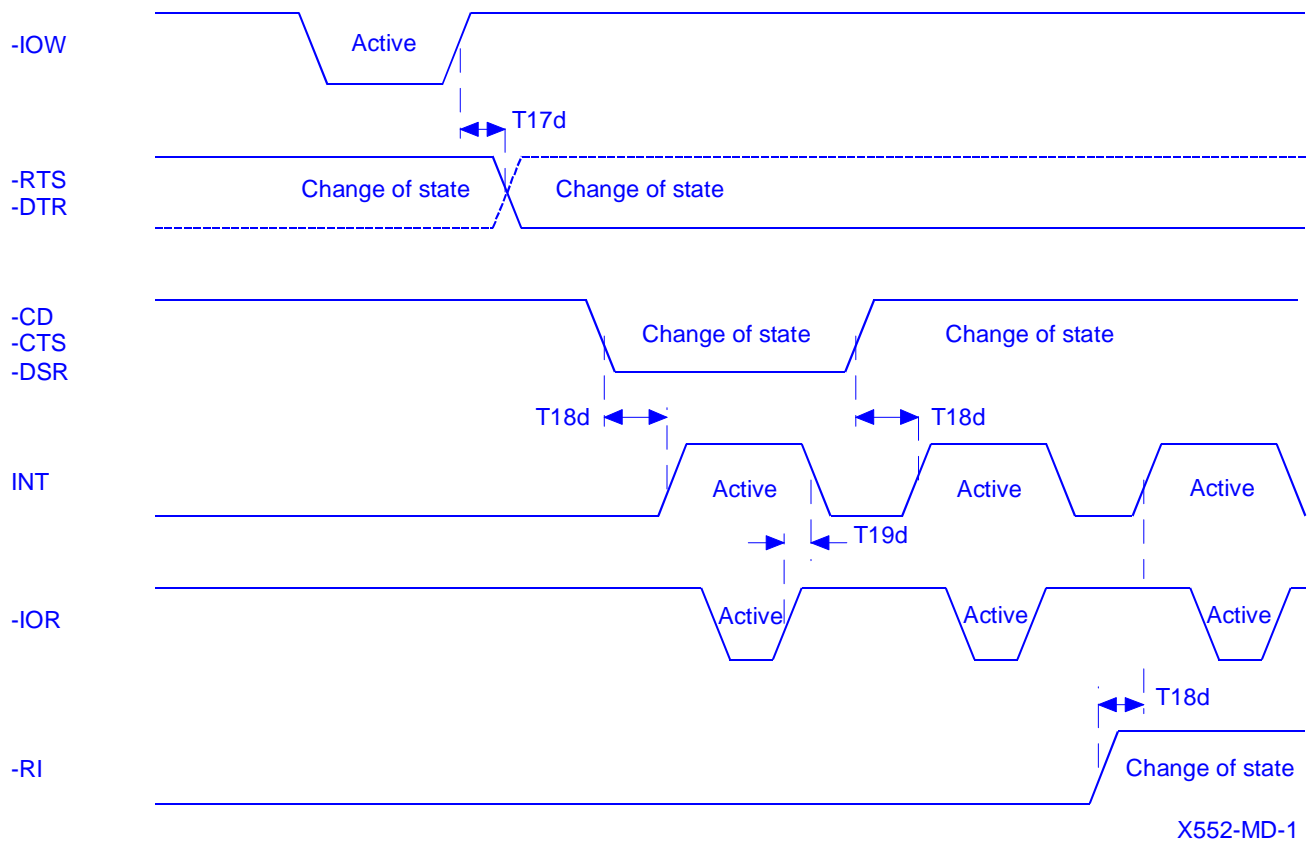 -IOW
Active
T17d
-RTS
-DTR
Change of state
Change of state
-CD
-CTS
-DSR
Change of state
Change of state
T18d
T18d
INT
Active
Active
Active
T19d
-IOR
Active
Active
Active
T18d
-RI
Change of state
X552-MD-1